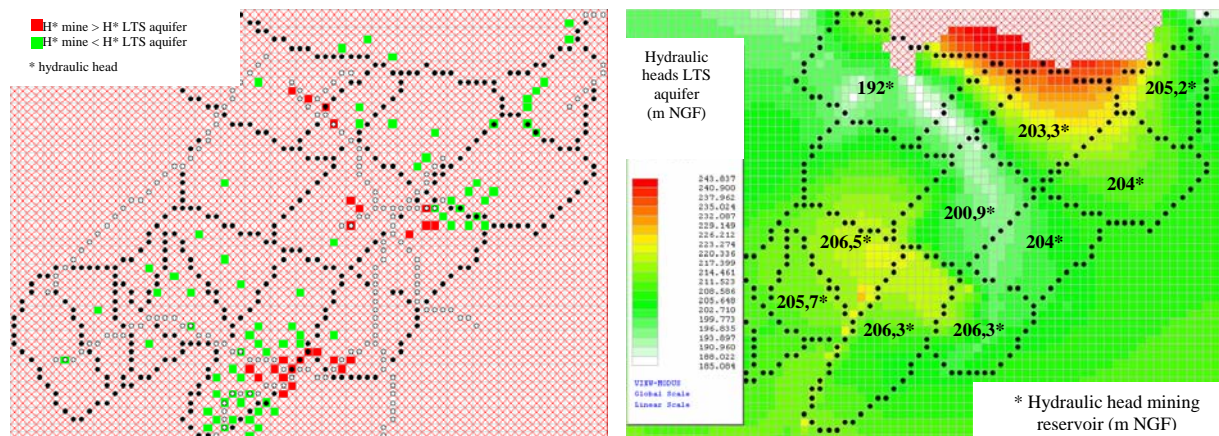 H* mine > H* LTS aquifer
H* mine < H* LTS aquifer
* hydraulic head
Hydraulic
heads LTS
aquifer
(m NGF)
243.837
240.900
237.962
235.024
232.087
229.149
226.212
223.274
220.336
217.399
214.461
211.523
208.586
205.648
202.710
199.773
196.835
193.897
190.960
188.022
185.084
VIEW-MODUS
Global Scale
Linear Scale
192*
205,2*
203,3*
204*
200,9*
206,5*
204*
205,7*
206,3*
206,3*
* Hydraulic head mining
reservoir (m NGF)